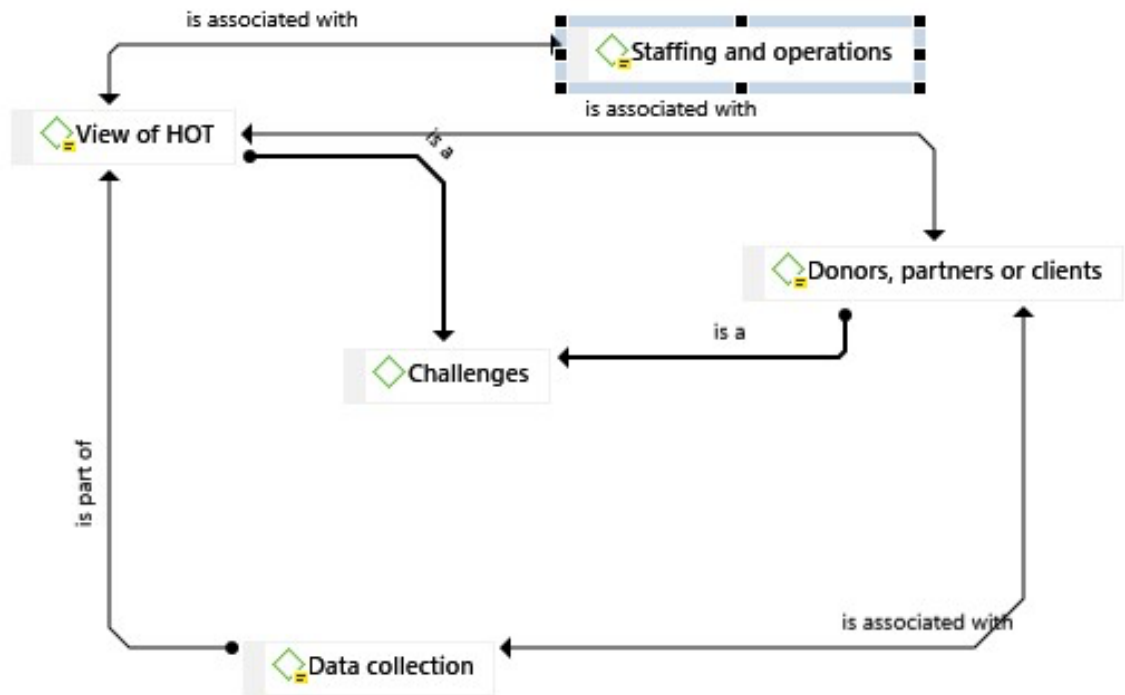 is associated with
Staffing and operations
is associated with
View of HOT
is a
Donors, partners or clients
is a
Challenges
is part of
is associated with
Data collection